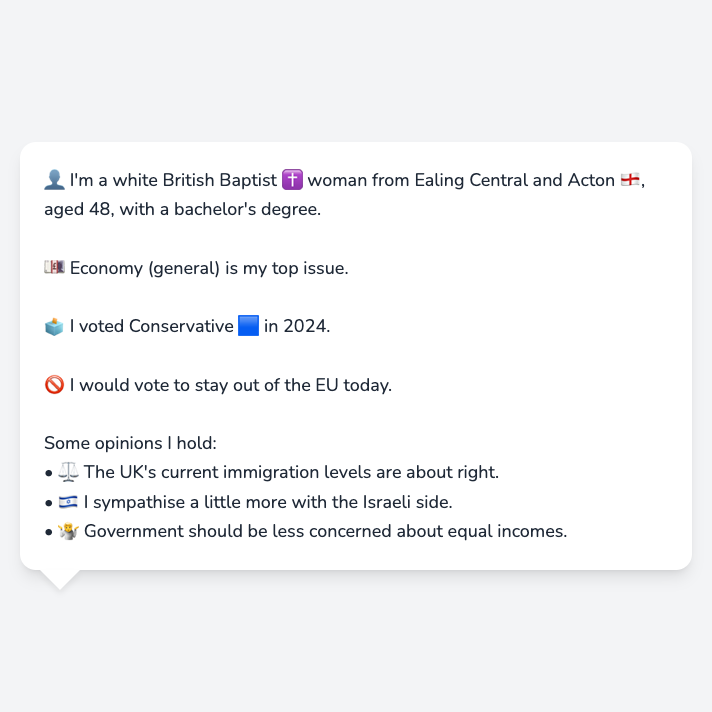 👤 I'm a white British Baptist ✝️ woman from Ealing Central and Acton 🏴󠁧󠁢󠁥󠁮󠁧󠁿,
aged 48, with a bachelor's degree.
💷 Economy (general) is my top issue.
🗳️ I voted Conservative 🟦 in 2024.
🚫 I would vote to stay out of the EU today.
Some opinions I hold:
• ⚖️ The UK's current immigration levels are about right.
• 🇮🇱 I sympathise a little more with the Israeli side.
• 🤷 Government should be less concerned about equal incomes.